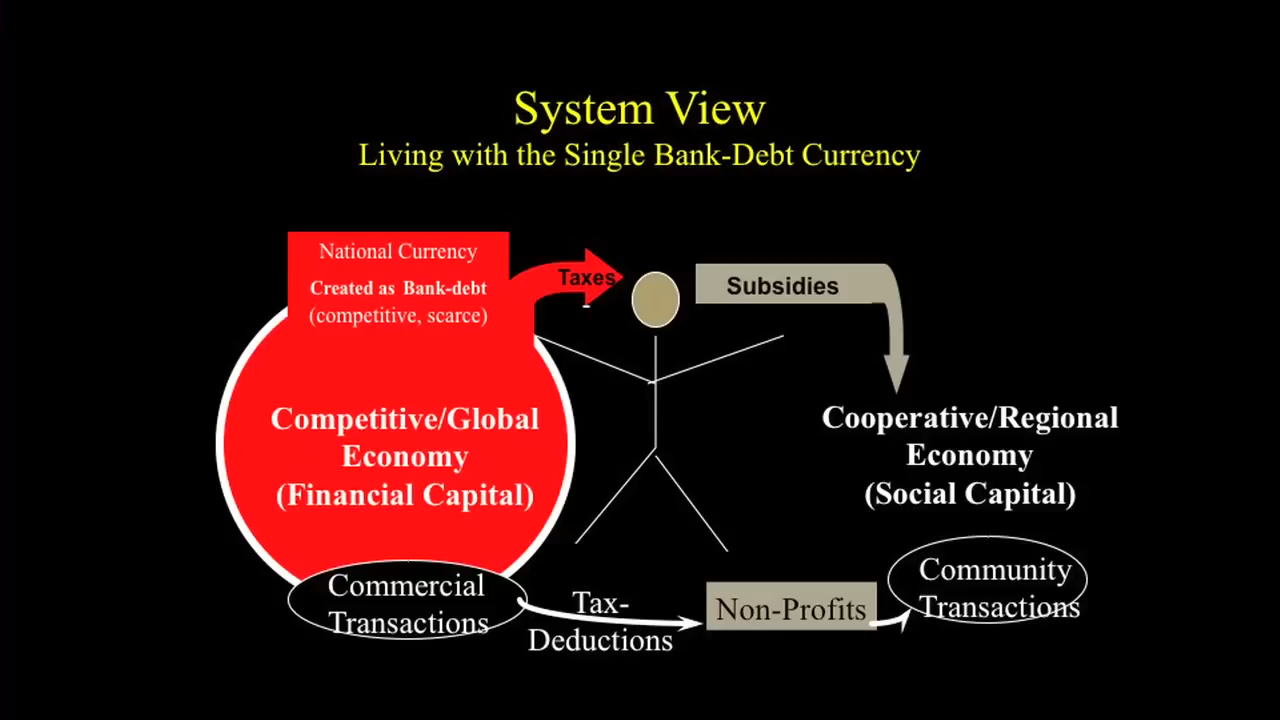 System View
Living with the Single Bank-Debt Currency
National Currency
Created as Bank-debt
(competitive, scarce)
Taxes
Subsidies
Competitive/Global
Economy
(Financial Capital)
Cooperative/Regional
Economy
(Social Capital)
Commercial
Transactions
Tax-
Deductions
Non-Profits
Community
Transactions